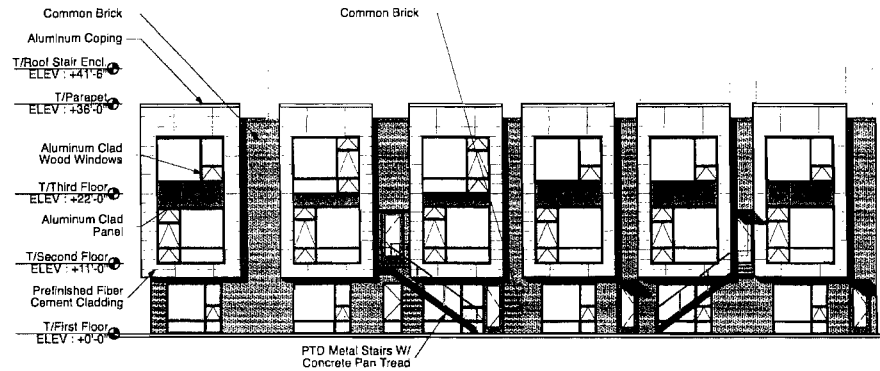 Common Brick
Common Brick
Aluminum Coping
T/Roof Stair Encl.
ELEV : +41'-6"
T/Parapet
ELEV : +36'-0"
Aluminum Clad
Wood Windows
T/Third Floor
ELEV : +22'-0"
Aluminum Clad
Panel
T/Second Floor
ELEV : +11'-0"
Prefinished Fiber
Cement Cladding
T/First Floor
ELEV : +0'-0"
PTD Metal Stairs W/
Concrete Pan Tread